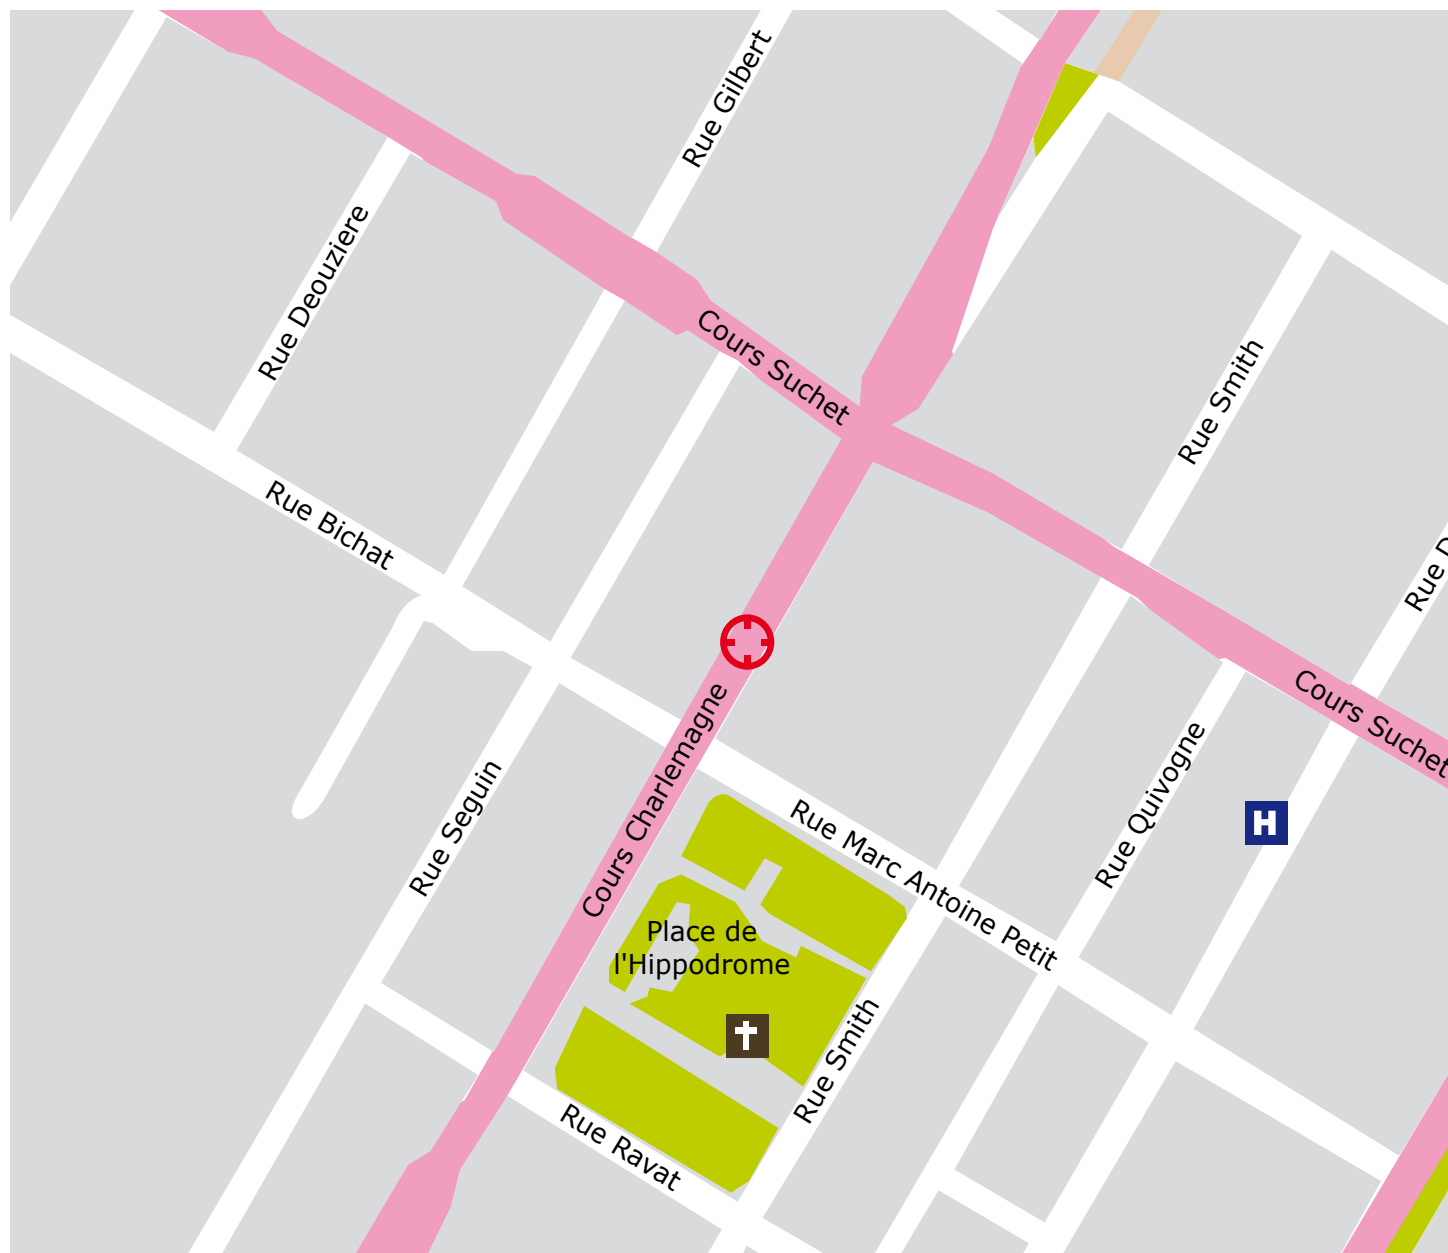 Rue Gilbert
Rue Deouziere
Cours Suchet
Rue Smith
Rue Bichat
Rue D
Cours Suchet
Rue Quivogne
Cours Charlemagne
Rue Seguin
Rue Marc Antoine Petit
H
Place de
l'Hippodrome
Rue Smith
Rue Ravat